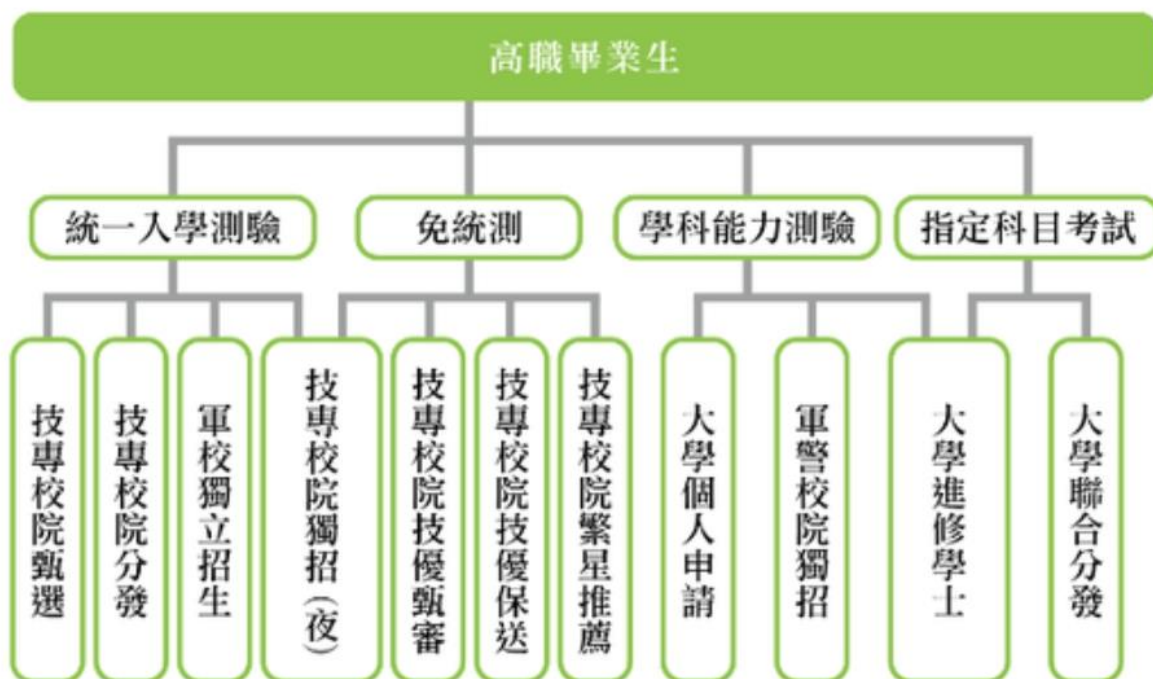 高職畢業生
統一入學測驗
免統測
學科能力測驗
指定科目考試
技專校院甄選
技專校院分發
軍校獨立招生
技專校院獨招（夜）
技專校院技優甄審
技專校院技優保送
技專校院繁星推薦
大學個人申請
軍警校院獨招
大學進修學士
大學聯合分發